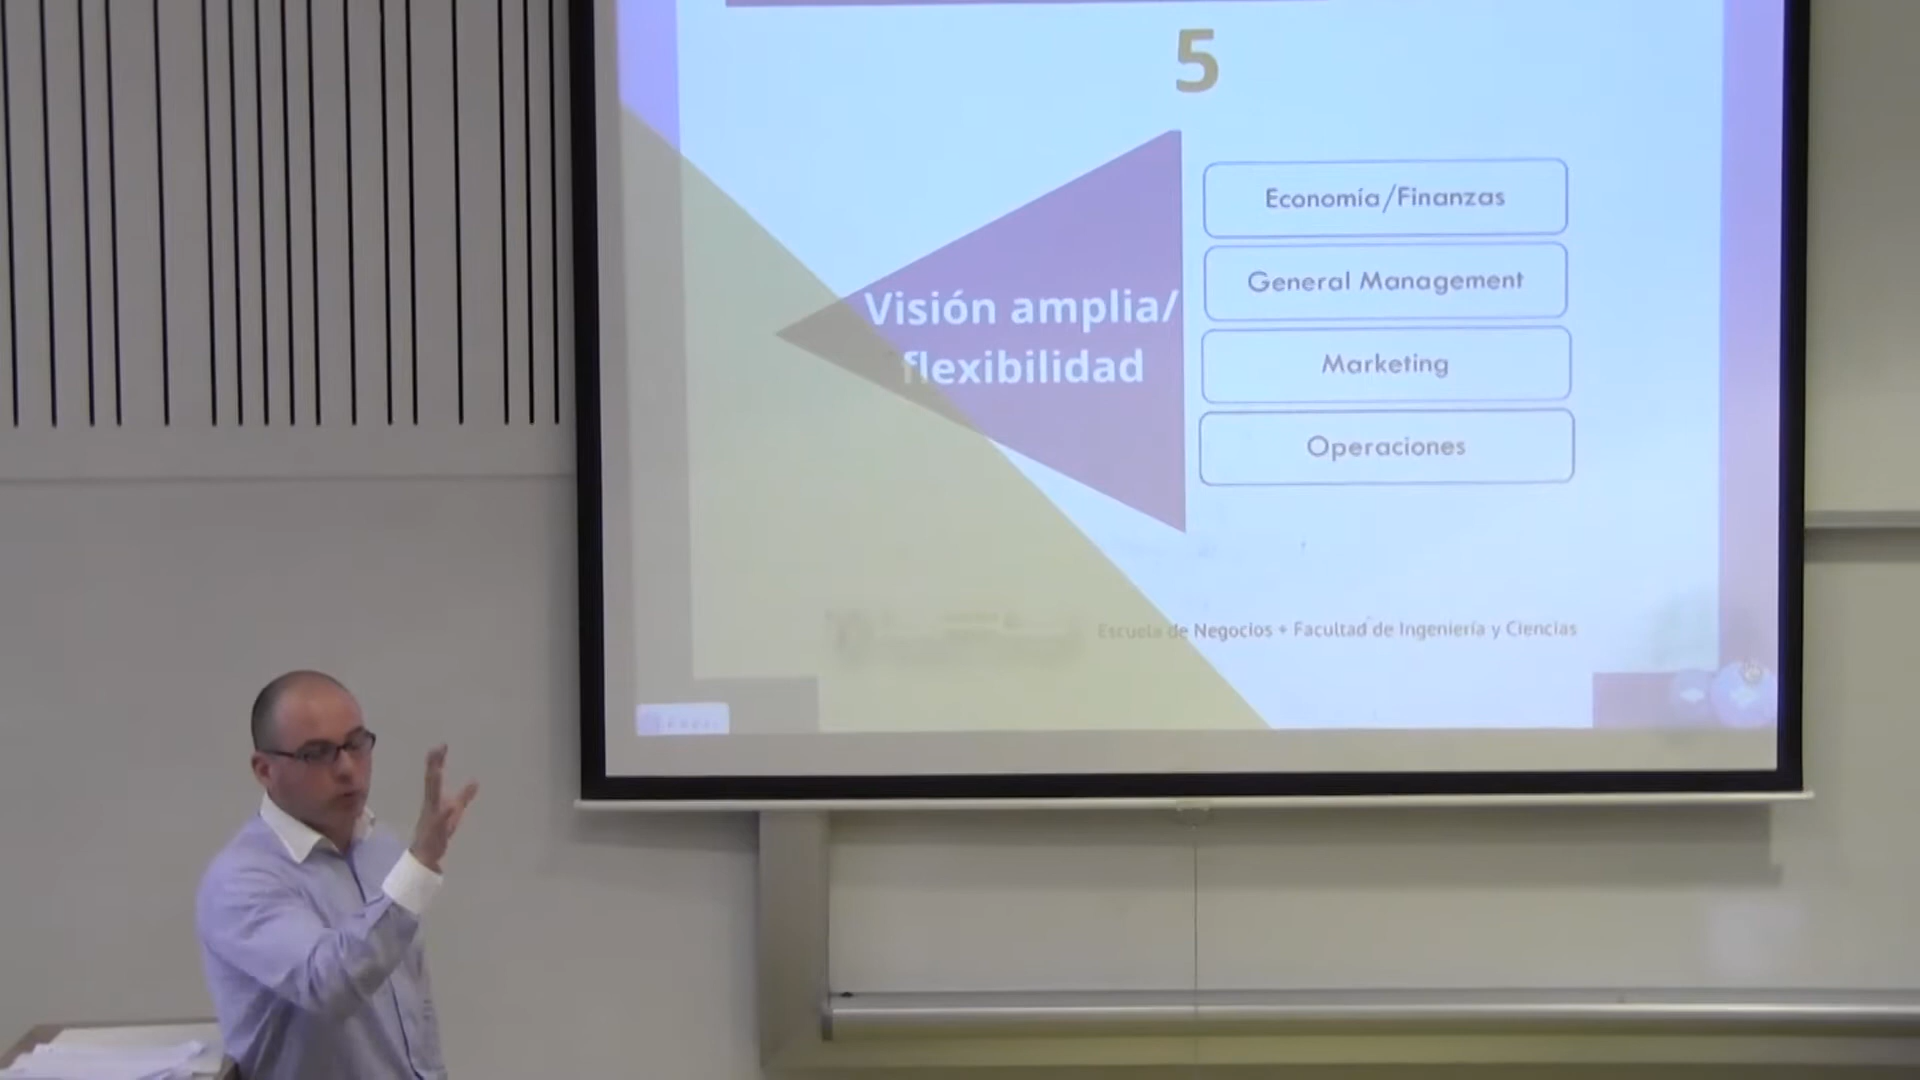 5
Visión amplia/
flexibilidad
Economía/Finanzas
General Management
Marketing
Operaciones
Escuela de Negocios + Facultad de Ingeniería y Ciencias